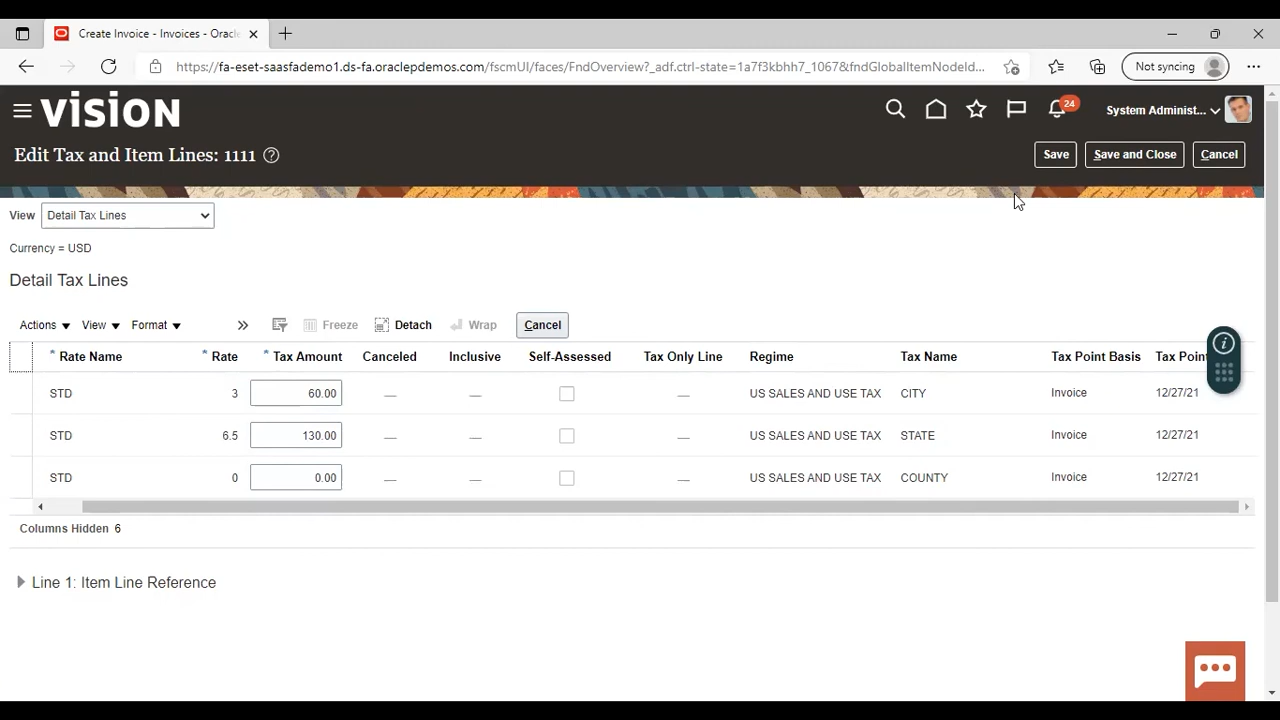 Create Invoice - Invoices - Oracle
https://fa-eset-saasfademo1.ds-fa.oraclepdemos.com/fscmUI/faces/FndOverview?_adf.ctrl-state=1a7f3kbhh7_1067&fndGlobalItemNodeId...
Not syncing
VISION
24
System Administ...
Edit Tax and Item Lines: 1111
Save
Save and Close
Cancel
View Detail Tax Lines
Currency = USD
Detail Tax Lines
Actions View Format Freeze Detach Wrap Cancel
* Rate Name * Rate * Tax Amount Canceled Inclusive Self-Assessed Tax Only Line Regime Tax Name Tax Point Basis Tax Point
STD 3 60.00 — — — US SALES AND USE TAX CITY Invoice 12/27/21
STD 6.5 130.00 — — — US SALES AND USE TAX STATE Invoice 12/27/21
STD 0 0.00 — — — US SALES AND USE TAX COUNTY Invoice 12/27/21
Columns Hidden 6
Line 1: Item Line Reference